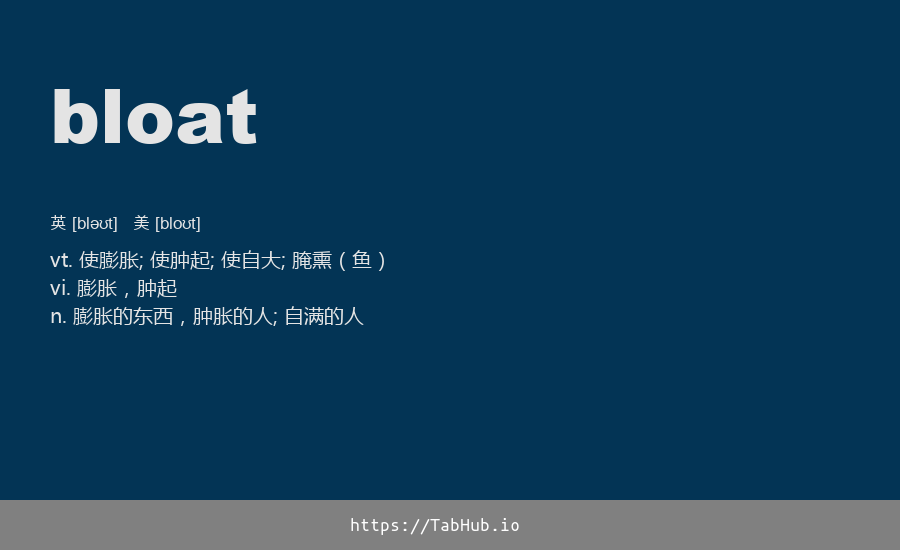 bloat
英 [bləʊt] 美 [bloʊt]
vt. 使膨胀; 使肿起; 使自大; 腌熏（鱼）
vi. 膨胀，肿起
n. 膨胀的东西，肿胀的人; 自满的人
https://TabHub.io